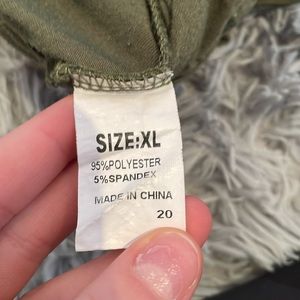 SIZE:XL
95%POLYESTER
5%SPANDEX
MADE IN CHINA
20